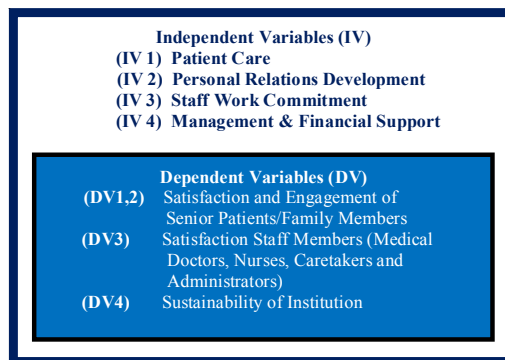 Independent Variables (IV)
(IV 1) Patient Care
(IV 2) Personal Relations Development
(IV 3) Staff Work Commitment
(IV 4) Management & Financial Support
Dependent Variables (DV)
(DV1,2) Satisfaction and Engagement of
Senior Patients/Family Members
(DV3) Satisfaction Staff Members (Medical
Doctors, Nurses, Caretakers and
Administrators)
(DV4) Sustainability of Institution